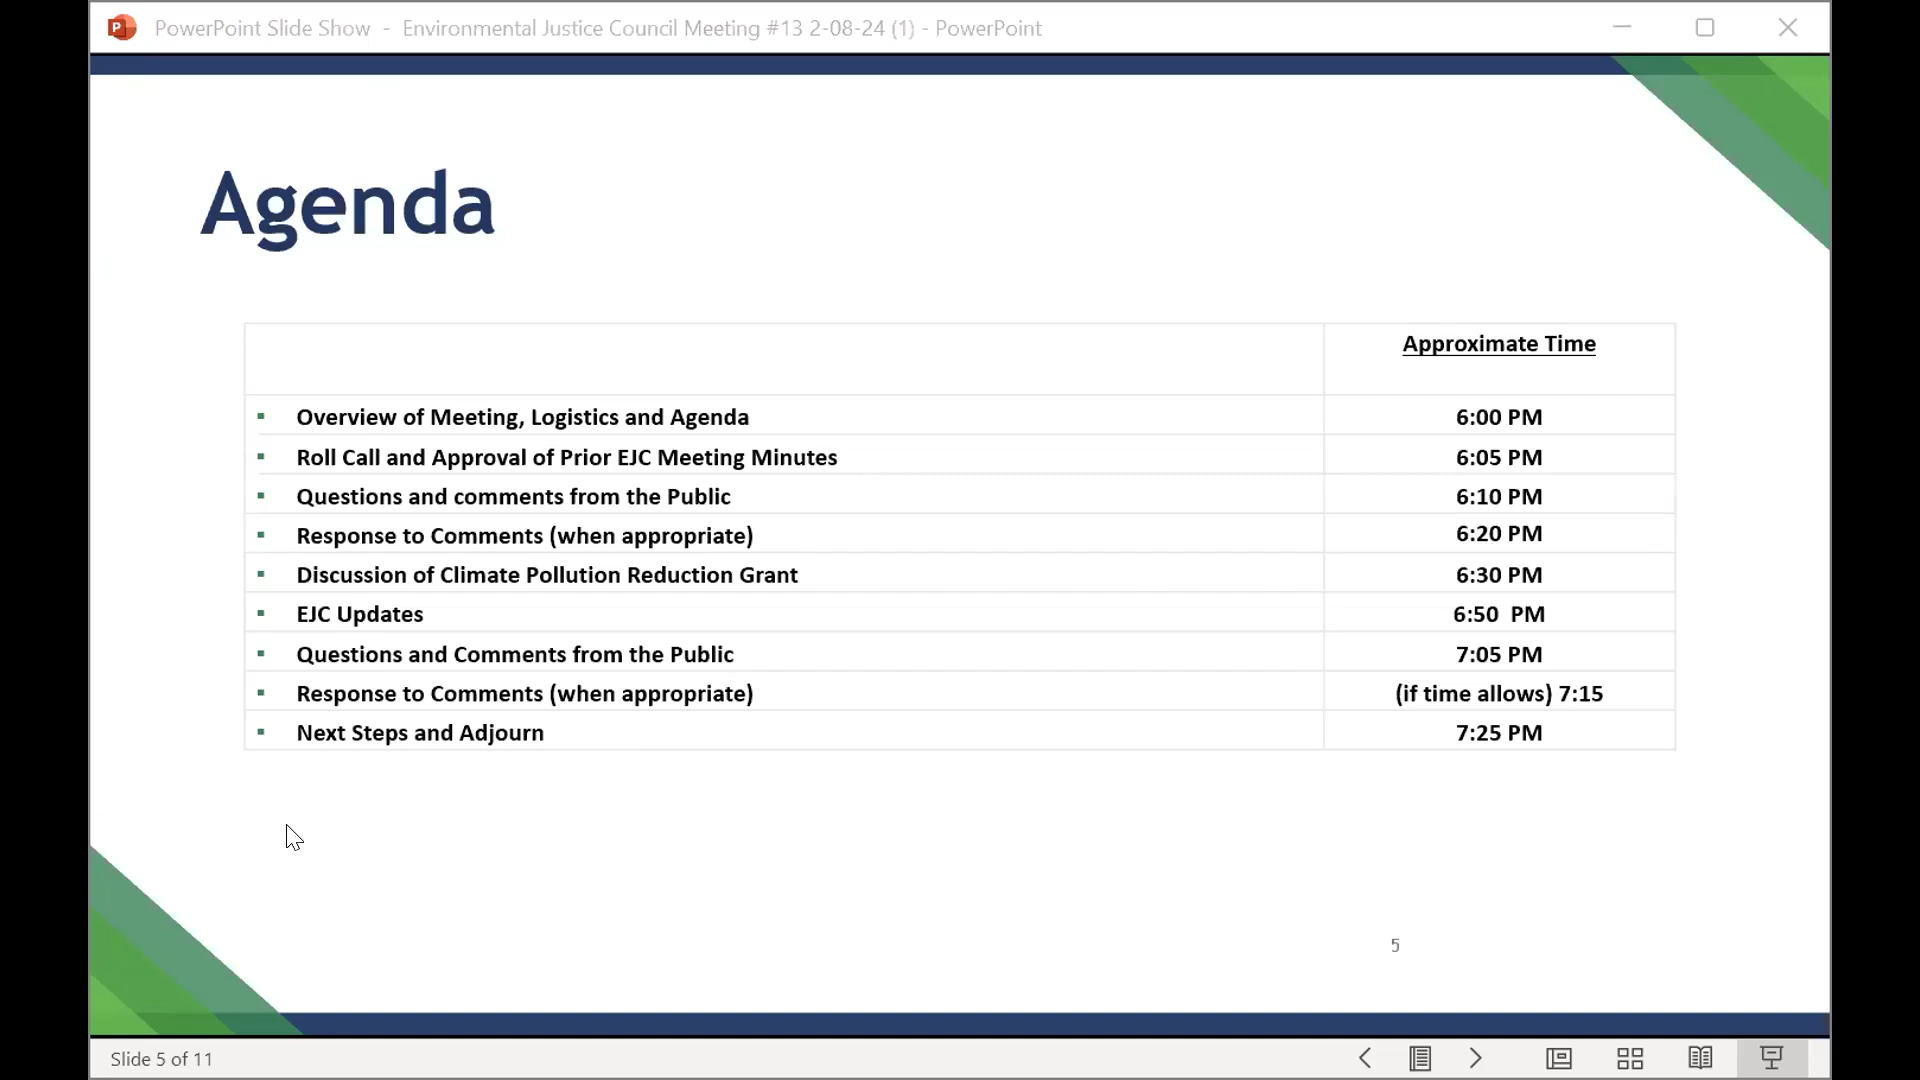 PowerPoint Slide Show - Environmental Justice Council Meeting #13 2-08-24 (1) - PowerPoint
Agenda
Approximate Time
▪ Overview of Meeting, Logistics and Agenda 6:00 PM
▪ Roll Call and Approval of Prior EJC Meeting Minutes 6:05 PM
▪ Questions and comments from the Public 6:10 PM
▪ Response to Comments (when appropriate) 6:20 PM
▪ Discussion of Climate Pollution Reduction Grant 6:30 PM
▪ EJC Updates 6:50 PM
▪ Questions and Comments from the Public 7:05 PM
▪ Response to Comments (when appropriate) (if time allows) 7:15
▪ Next Steps and Adjourn 7:25 PM
5
Slide 5 of 11